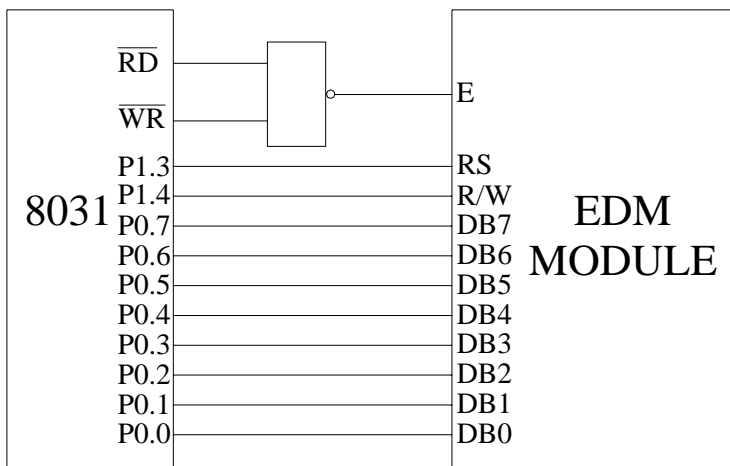 RD
WR
E
P1.3 RS
P1.4 R/W
8031 P0.7 DB7 EDM
P0.6 DB6 MODULE
P0.5 DB5
P0.4 DB4
P0.3 DB3
P0.2 DB2
P0.1 DB1
P0.0 DB0